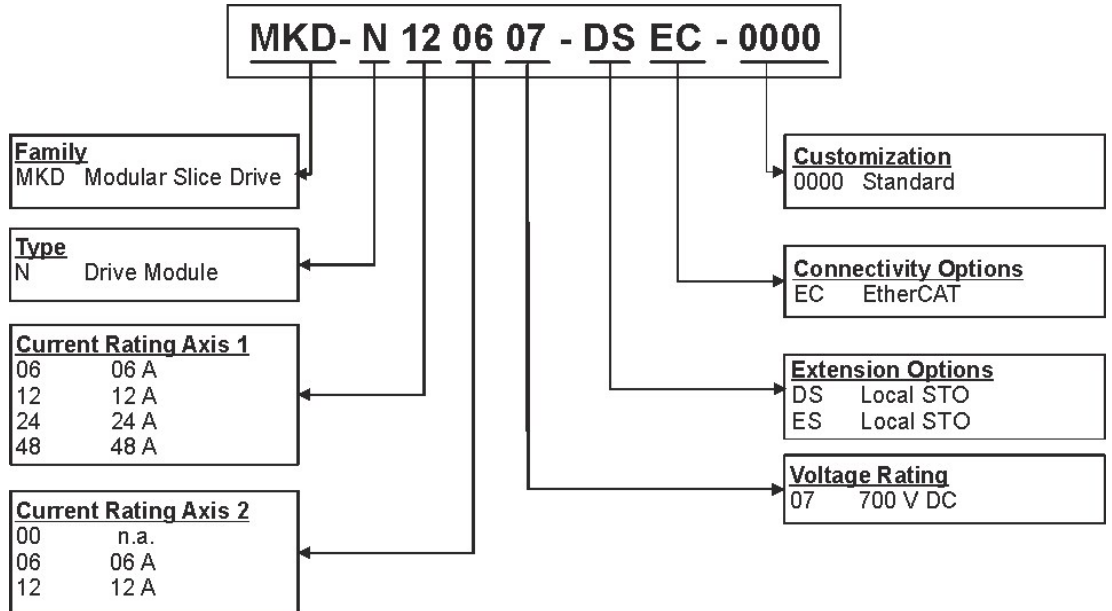 MKD- N 12 06 07 - DS EC - 0000
Family
MKD Modular Slice Drive
Type
N Drive Module
Current Rating Axis 1
06 06 A
12 12 A
24 24 A
48 48 A
Current Rating Axis 2
00 n.a.
06 06 A
12 12 A
Customization
0000 Standard
Connectivity Options
EC EtherCAT
Extension Options
DS Local STO
ES Local STO
Voltage Rating
07 700 V DC